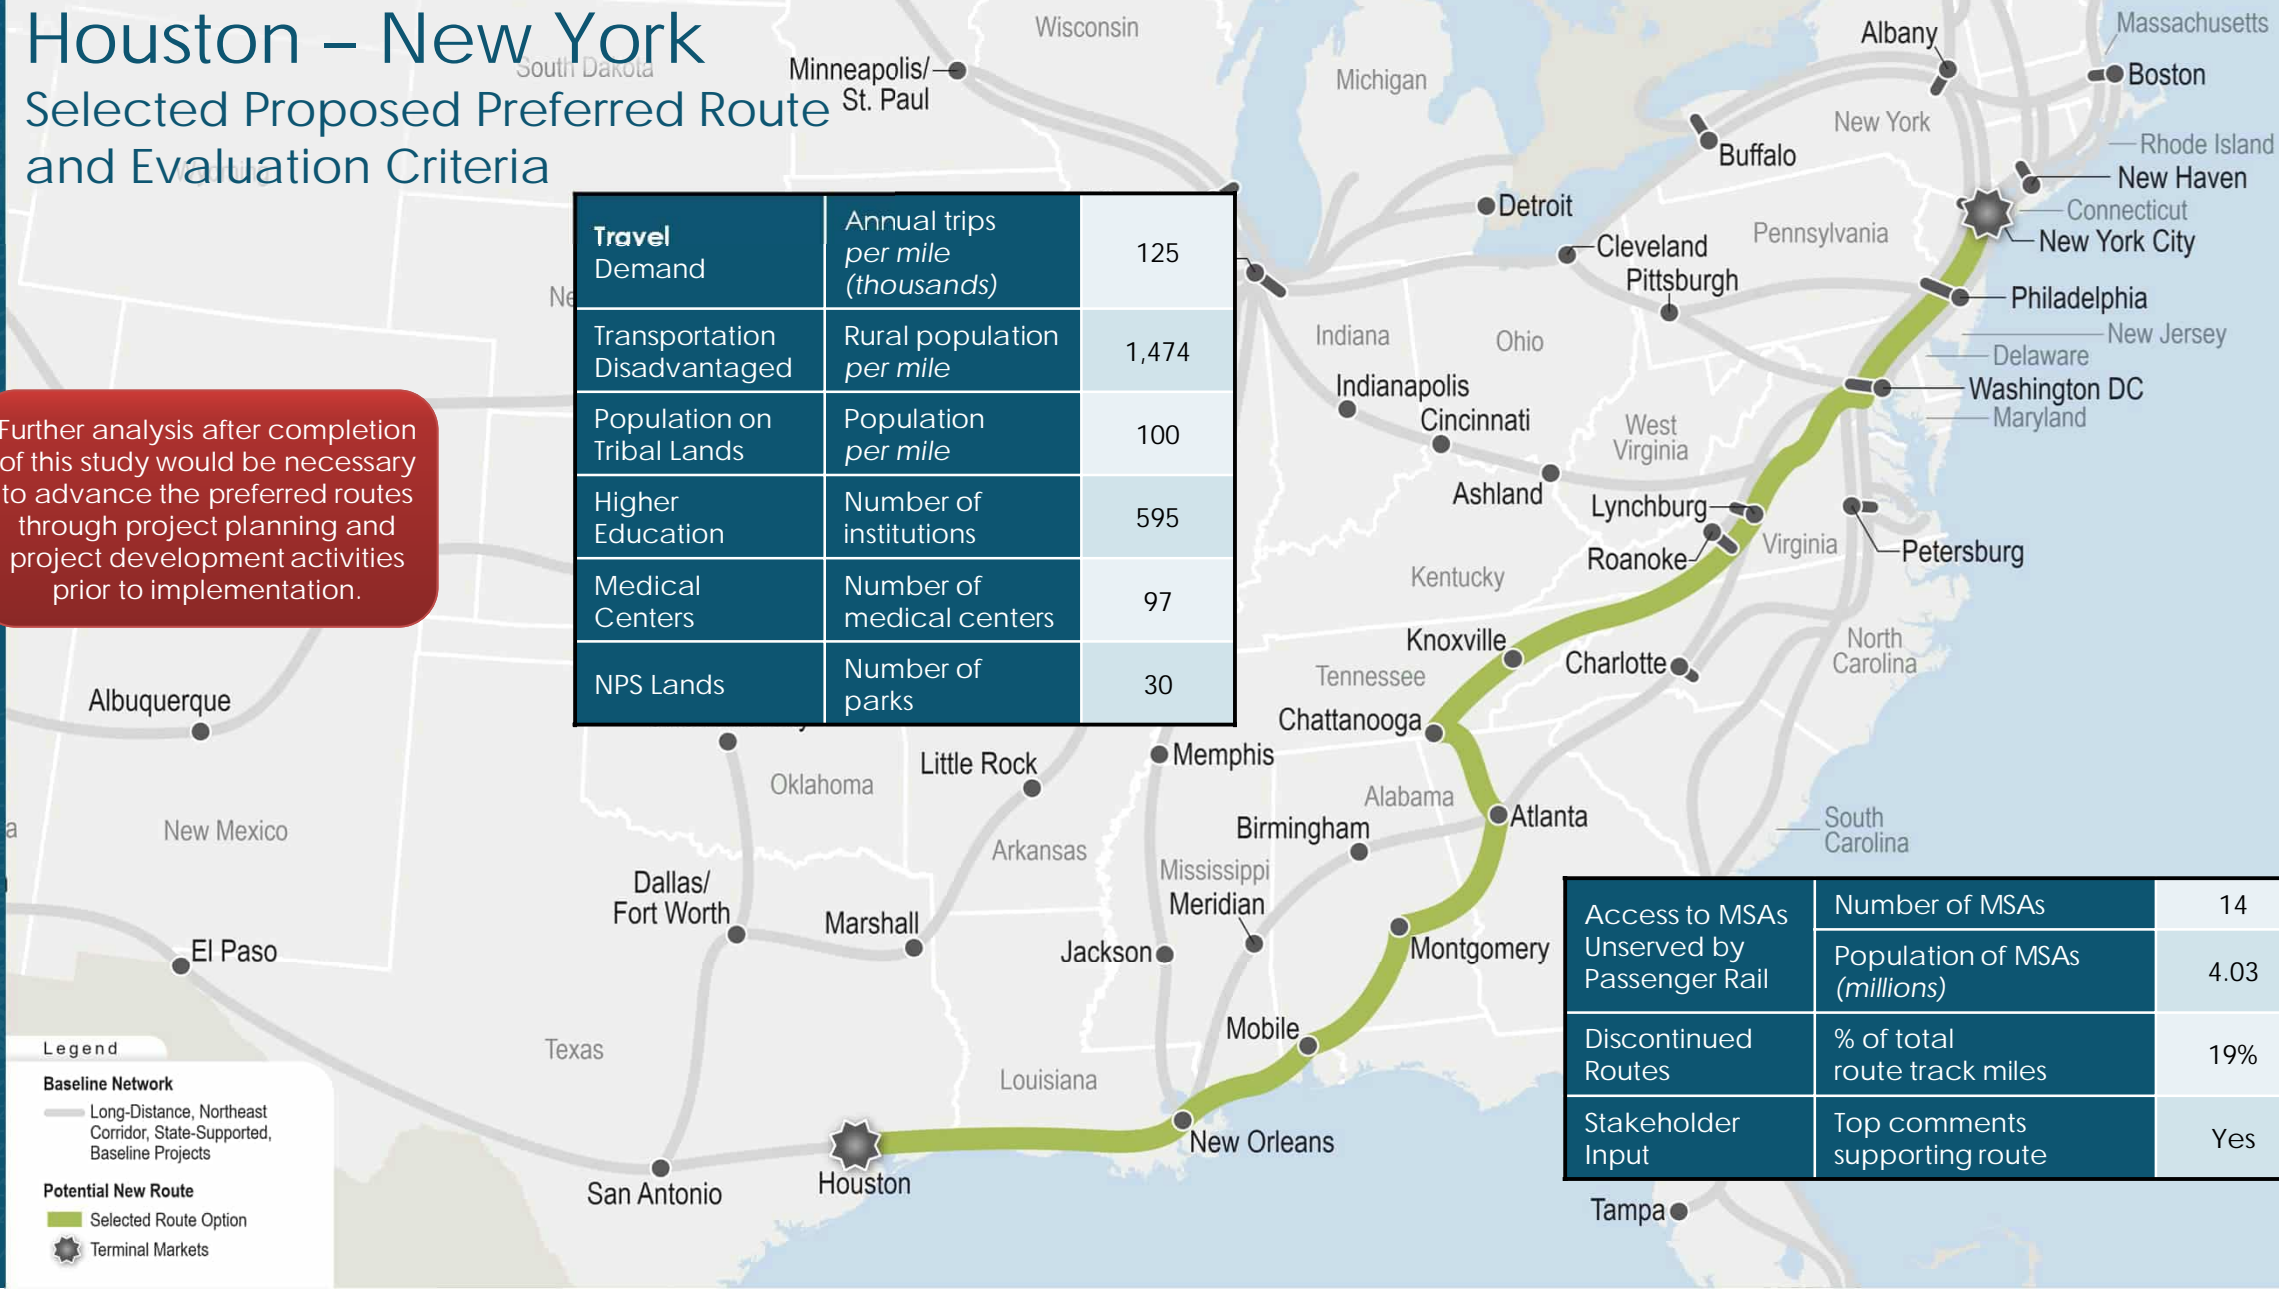 Houston – New York
Selected Proposed Preferred Route
and Evaluation Criteria
Travel
Demand
Annual trips
per mile
(thousands)
125
Transportation
Disadvantaged
Rural population
per mile
1,474
Population on
Tribal Lands
Population
per mile
100
Higher
Education
Number of
institutions
595
Medical
Centers
Number of
medical centers
97
NPS Lands
Number of
parks
30
Further analysis after completion
of this study would be necessary
to advance the preferred routes
through project planning and
project development activities
prior to implementation.
Access to MSAs
Unserved by
Passenger Rail
Number of MSAs
14
Population of MSAs
(millions)
4.03
Discontinued
Routes
% of total
route track miles
19%
Stakeholder
Input
Top comments
supporting route
Yes
South Dakota
Wyoming
Wisconsin
Minneapolis/
St. Paul
Michigan
Albany
Massachusetts
Boston
New York
Rhode Island
Buffalo
New Haven
Connecticut
New York City
Detroit
Cleveland
Pennsylvania
Pittsburgh
Philadelphia
New Jersey
Delaware
Washington DC
Maryland
Indiana
Ohio
Indianapolis
Cincinnati
West
Virginia
Ashland
Lynchburg
Roanoke
Virginia
Petersburg
Kentucky
Knoxville
North
Carolina
Charlotte
Tennessee
Chattanooga
Memphis
Little Rock
Oklahoma
Alabama
Atlanta
South
Carolina
Birmingham
Arkansas
Mississippi
Meridian
Albuquerque
New Mexico
Dallas/
Fort Worth
Marshall
Jackson
Montgomery
El Paso
Mobile
Texas
Louisiana
New Orleans
Houston
San Antonio
Tampa
Legend
Baseline Network
Long-Distance, Northeast
Corridor, State-Supported,
Baseline Projects
Potential New Route
Selected Route Option
Terminal Markets